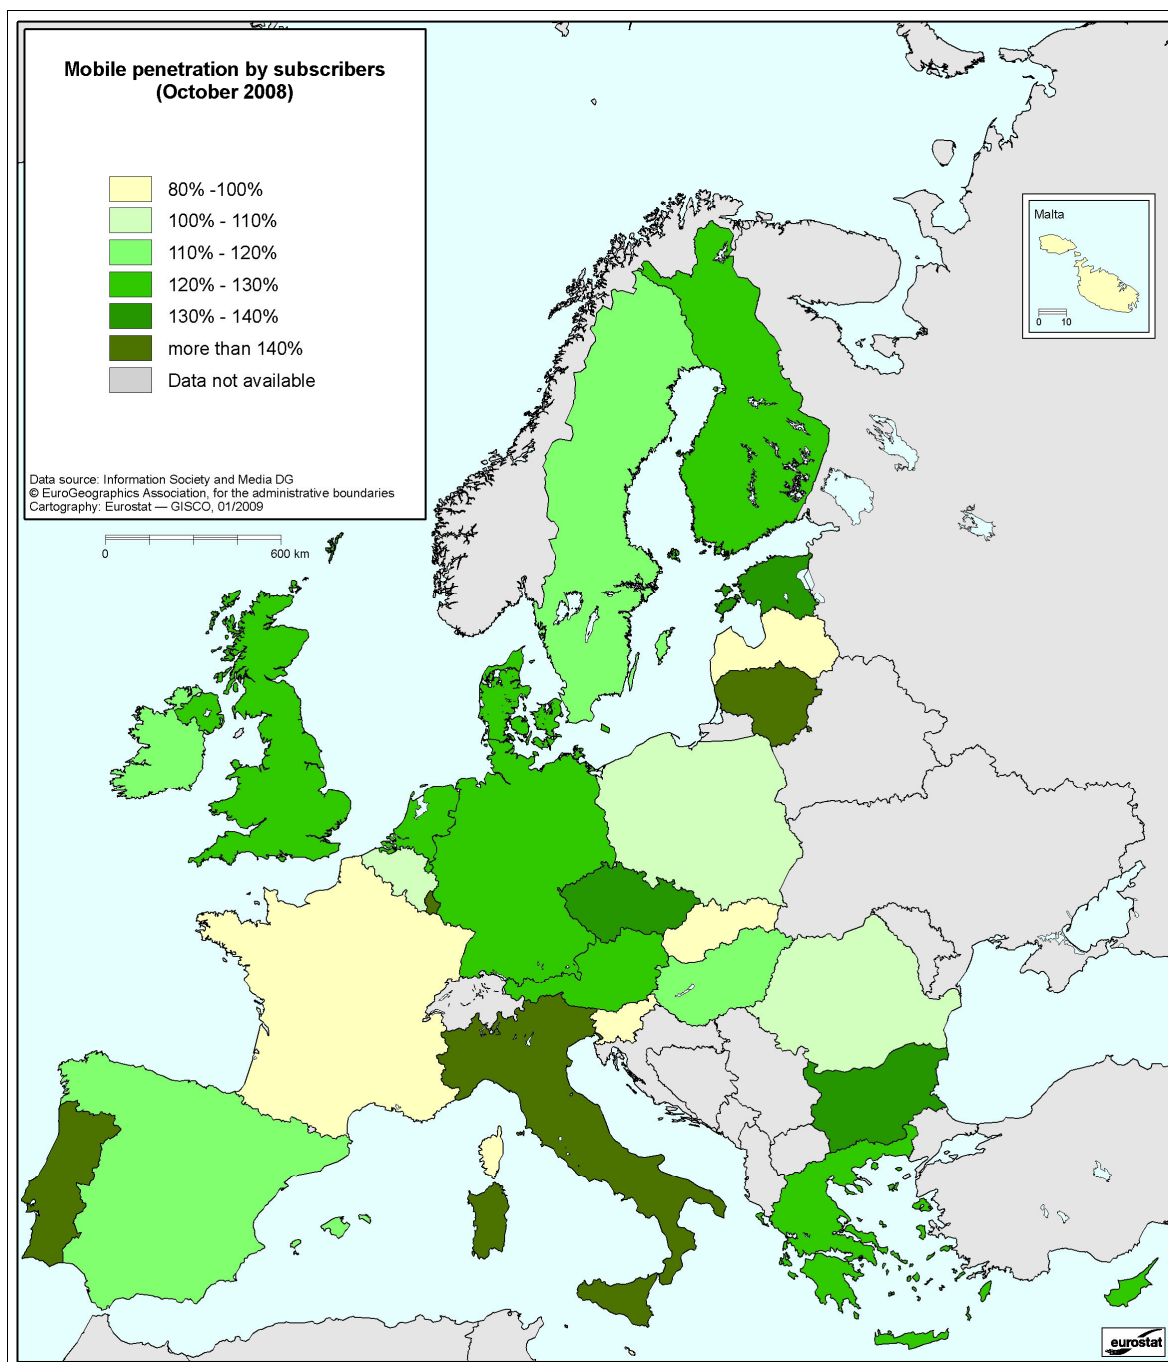 Mobile penetration by subscribers
(October 2008)
80% -100%
100% - 110%
110% - 120%
120% - 130%
130% - 140%
more than 140%
Data not available
Data source: Information Society and Media DG
© EuroGeographics Association, for the administrative boundaries
Cartography: Eurostat — GISCO, 01/2009
0 600 km
Malta
0 10
eurostat